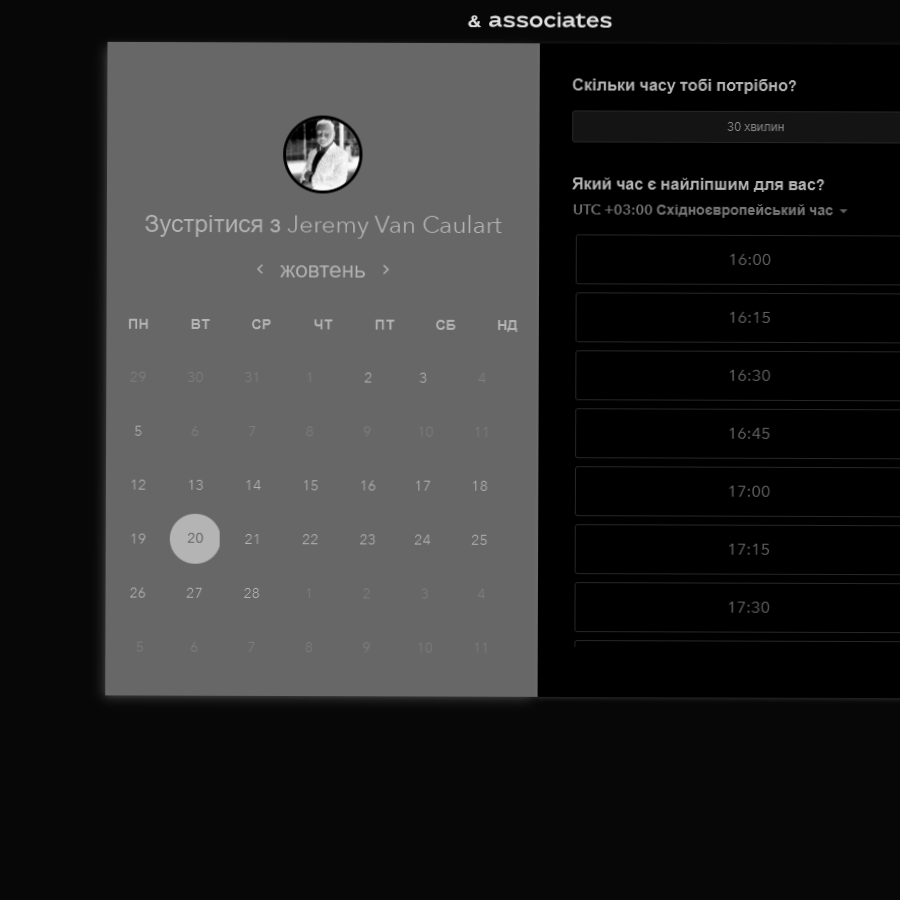 & associates
Зустрітися з Jeremy Van Caulart
жовтень
ПН ВТ СР ЧТ ПТ СБ НД
29 30 31 1 2 3 4
5 6 7 8 9 10 11
12 13 14 15 16 17 18
19 20 21 22 23 24 25
26 27 28 1 2 3 4
5 6 7 8 9 10 11
Скільки часу тобі потрібно?
30 хвилин
Який час є найліпшим для вас?
UTC +03:00 Східноєвропейський час
16:00
16:15
16:30
16:45
17:00
17:15
17:30